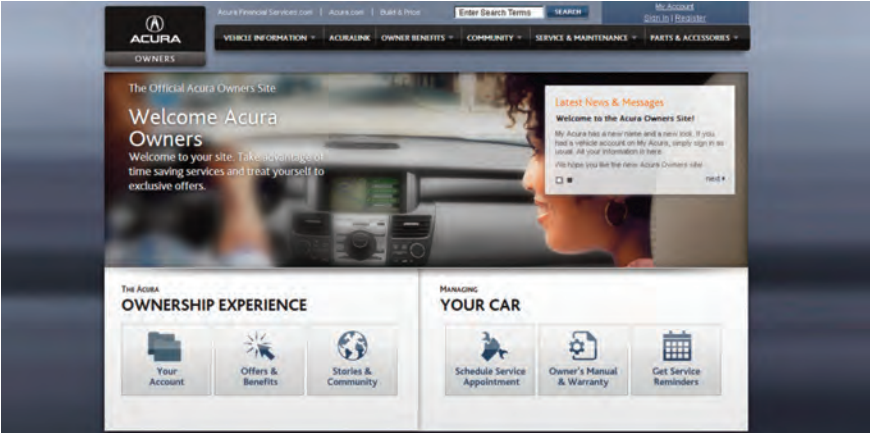 Acura Financial Services.com | Acura.com | Build & Price
Enter Search Terms
SEARCH
My Account
Sign In | Register
ACURA
OWNERS
VEHICLE INFORMATION
ACURALINK
OWNER BENEFITS
COMMUNITY
SERVICE & MAINTENANCE
PARTS & ACCESSORIES
The Official Acura Owners Site
Welcome Acura
Owners
Welcome to your site. Take advantage of
time saving services and treat yourself to
exclusive offers.
Latest News & Messages
Welcome to the Acura Owners Site!
My Acura has a new name and a new look. If you
had a vehicle account on My Acura, simply sign in as
usual. All your information is here.
We hope you like the new Acura Owners site
next
THE ACURA
OWNERSHIP EXPERIENCE
Your
Account
Offers &
Benefits
Stories &
Community
MANAGING
YOUR CAR
Schedule Service
Appointment
Owner's Manual
& Warranty
Get Service
Reminders